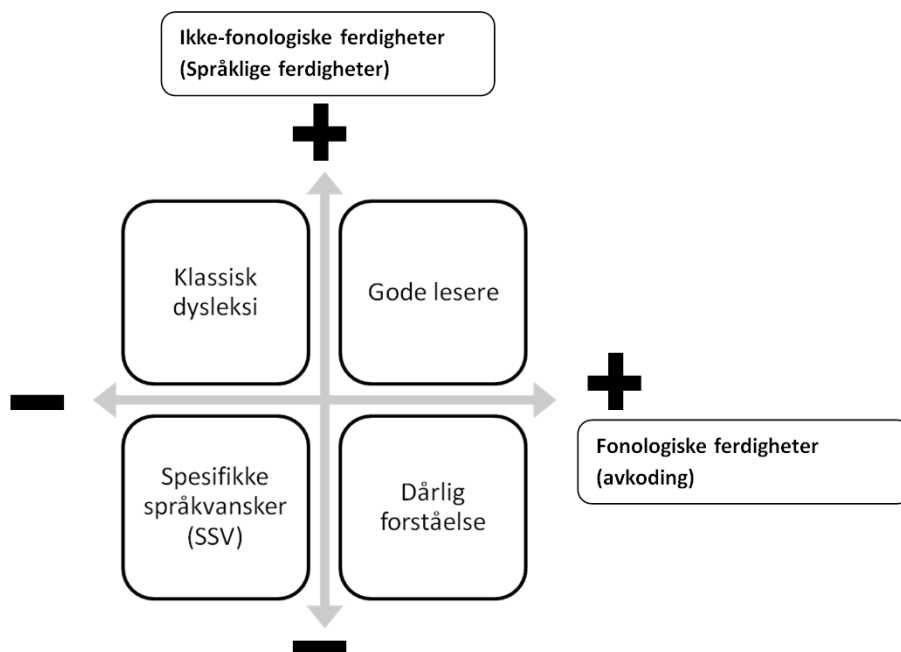 Ikke-fonologiske ferdigheter
(Språklige ferdigheter)
Klassisk
dysleksi
Gode lesere
Fonologiske ferdigheter
(avkoding)
Spesifikke
språkvansker
(SSV)
Dårlig
forståelse